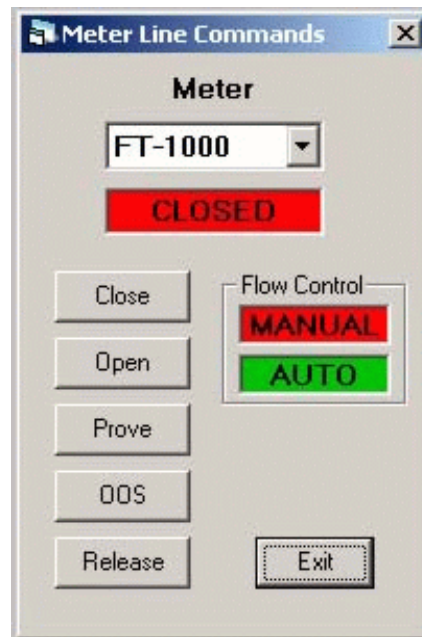 Meter Line Commands
Meter
FT-1000
CLOSED
Close
Open
Prove
OOS
Release
Flow Control
MANUAL
AUTO
Exit